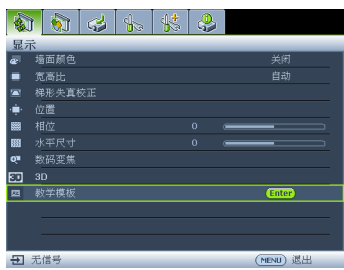 显示
墙面颜色 关闭
宽高比 自动
梯形失真校正
位置
相位 0
水平尺寸 0
数码变焦
3D 3D
教学模板 Enter
无信号 MENU 退出